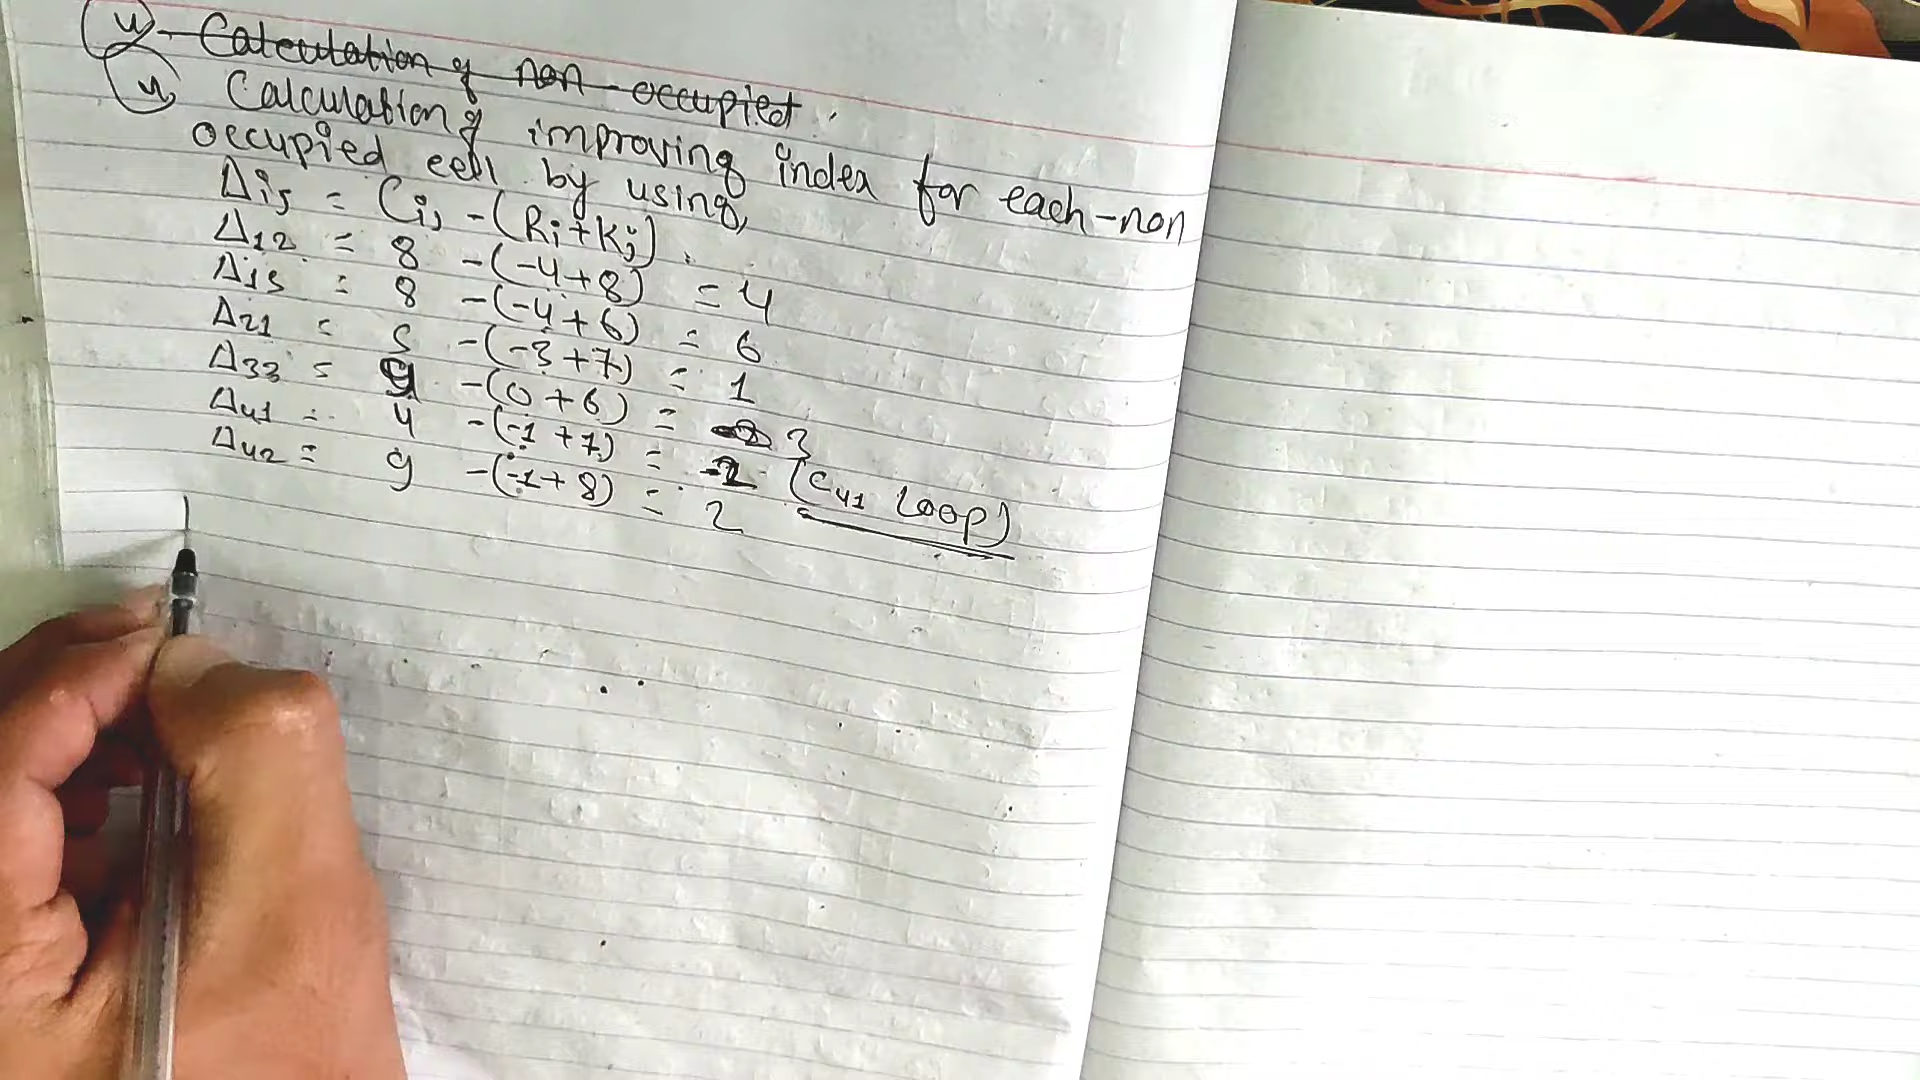 Calculation of non-occupied
Calculation of improving index for each-non
occupied cell by using,
Δij = Cij -(Ri+Kj)
Δ12 = 8 -(-4+8) = 4
Δ13 = 8 -(-4+6) = 6
Δ21 = 5 -(-3+7) = 1
Δ33 = 9 -(0+6) = 3
Δ41 = 4 -(-1+7) = -2 (C41 Loop)
Δ42 = 9 -(-1+8) = 2